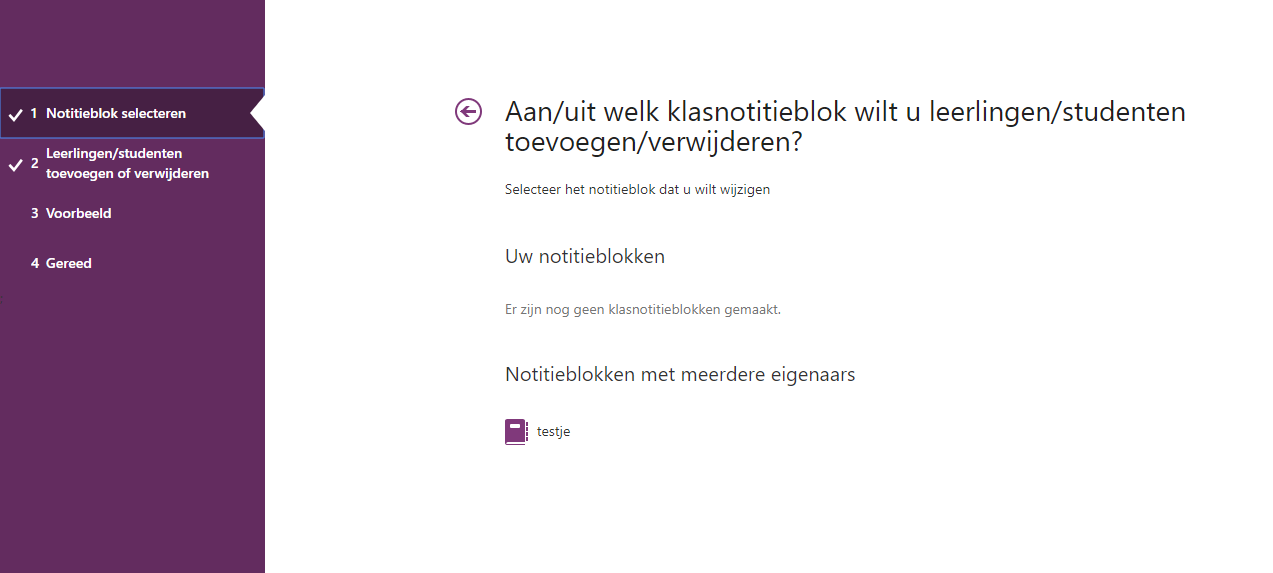 1 Notitieblok selecteren
2 Leerlingen/studenten
toevoegen of verwijderen
3 Voorbeeld
4 Gereed
Aan/uit welk klasnotitieblok wilt u leerlingen/studenten
toevoegen/verwijderen?
Selecteer het notitieblok dat u wilt wijzigen
Uw notitieblokken
Er zijn nog geen klasnotitieblokken gemaakt.
Notitieblokken met meerdere eigenaars
testje